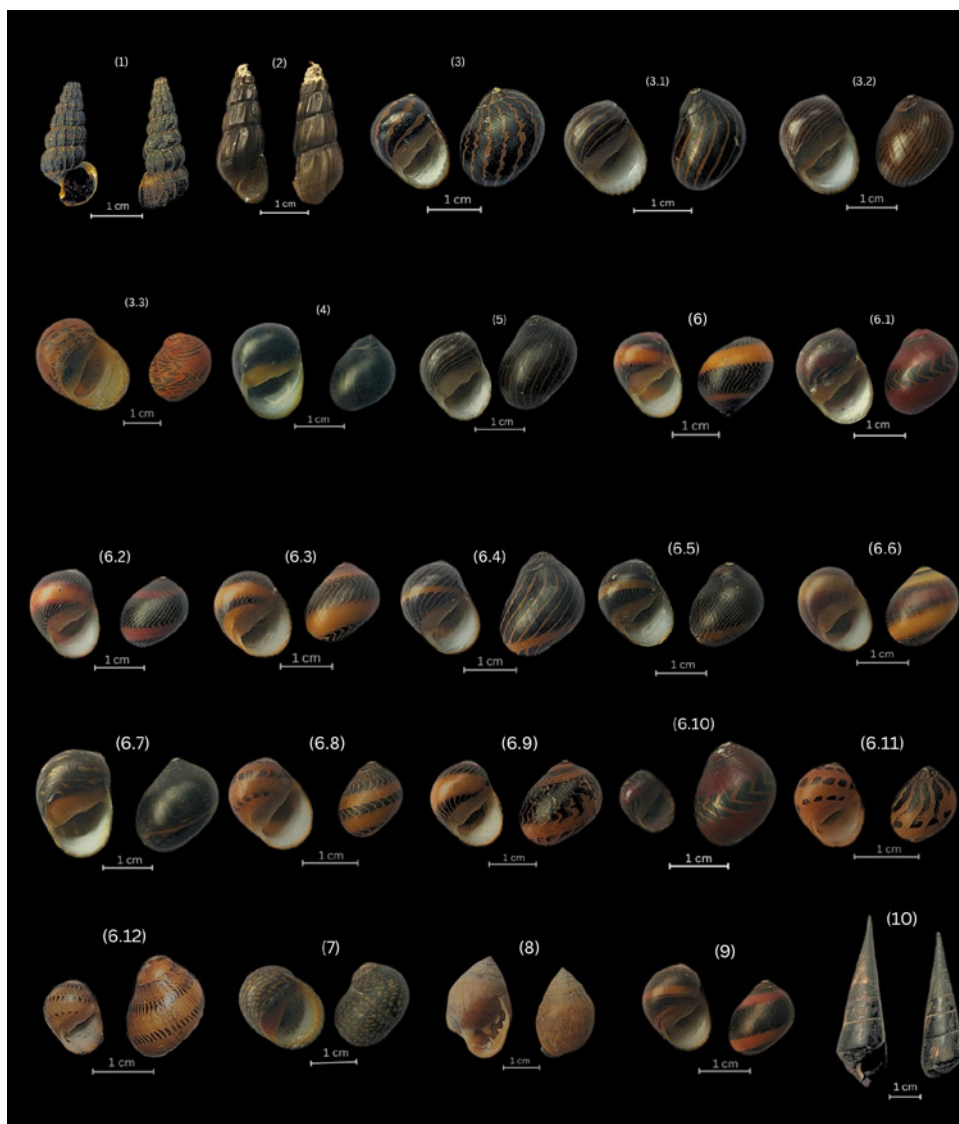 (1) (2) (3) (3.1) (3.2)
1 cm 1 cm 1 cm 1 cm 1 cm
(3.3) (4) (5) (6) (6.1)
1 cm 1 cm 1 cm 1 cm 1 cm
(6.2) (6.3) (6.4) (6.5) (6.6)
1 cm 1 cm 1 cm 1 cm 1 cm
(6.7) (6.8) (6.9) (6.10) (6.11)
1 cm 1 cm 1 cm 1 cm 1 cm
(6.12) (7) (8) (9) (10)
1 cm 1 cm 1 cm 1 cm 1 cm